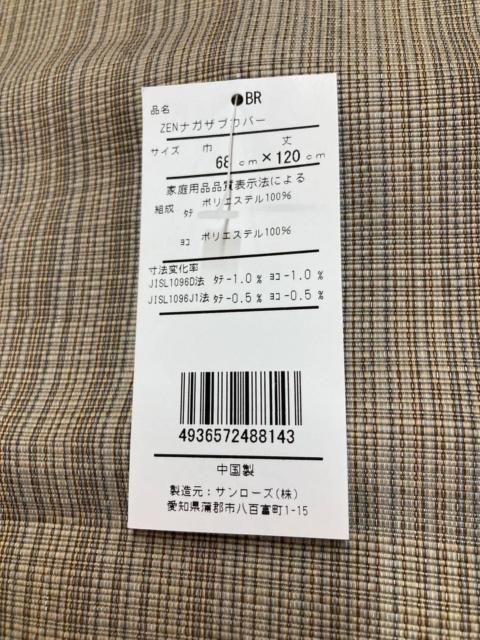 BR
品名
ZENナガザブカバー
サイズ 巾 丈
68cm×120cm
家庭用品品質表示法による
組成 ﾀﾃ ポリエステル100%
ﾖｺ ポリエステル100%
寸法変化率
JISL1096D法 ﾀﾃ-1.0% ﾖｺ-1.0%
JISL1096J1法 ﾀﾃ-0.5% ﾖｺ-0.5%
4936572488143
中国製
製造元:サンローズ(株)
愛知県蒲郡市八百富町1-15